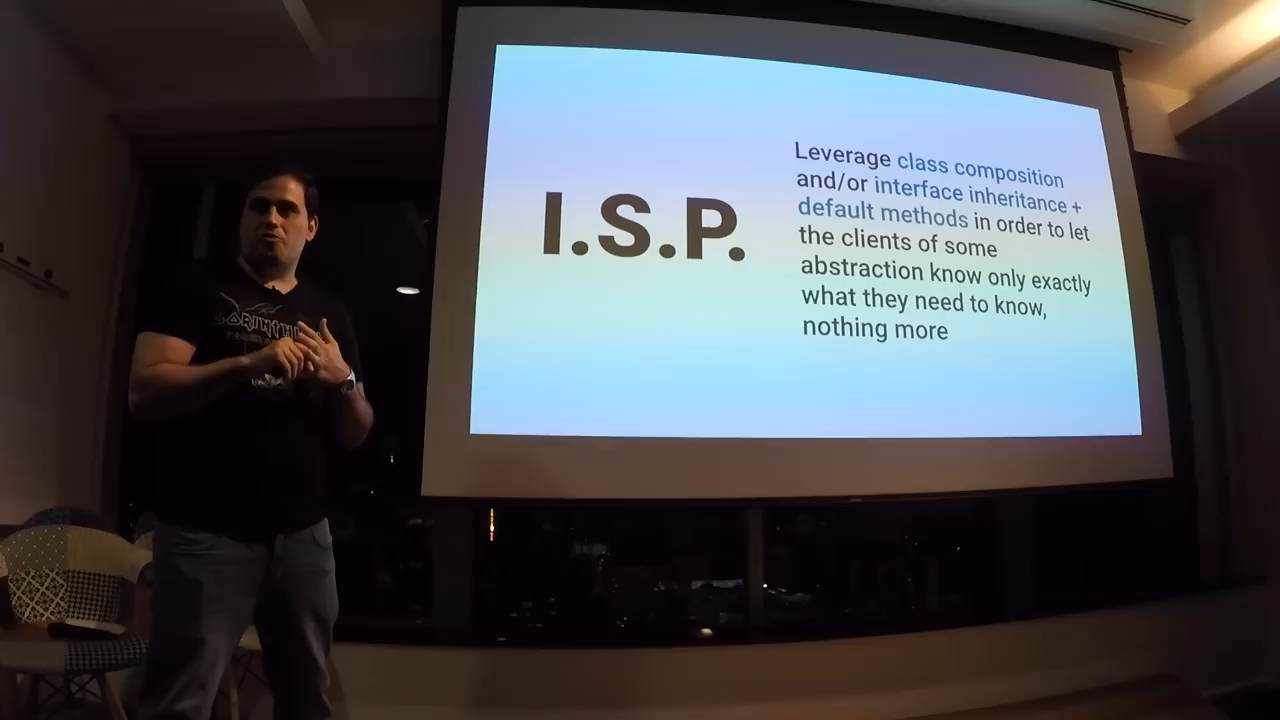 I.S.P.
Leverage class composition
and/or interface inheritance +
default methods in order to let
the clients of some
abstraction know only exactly
what they need to know,
nothing more